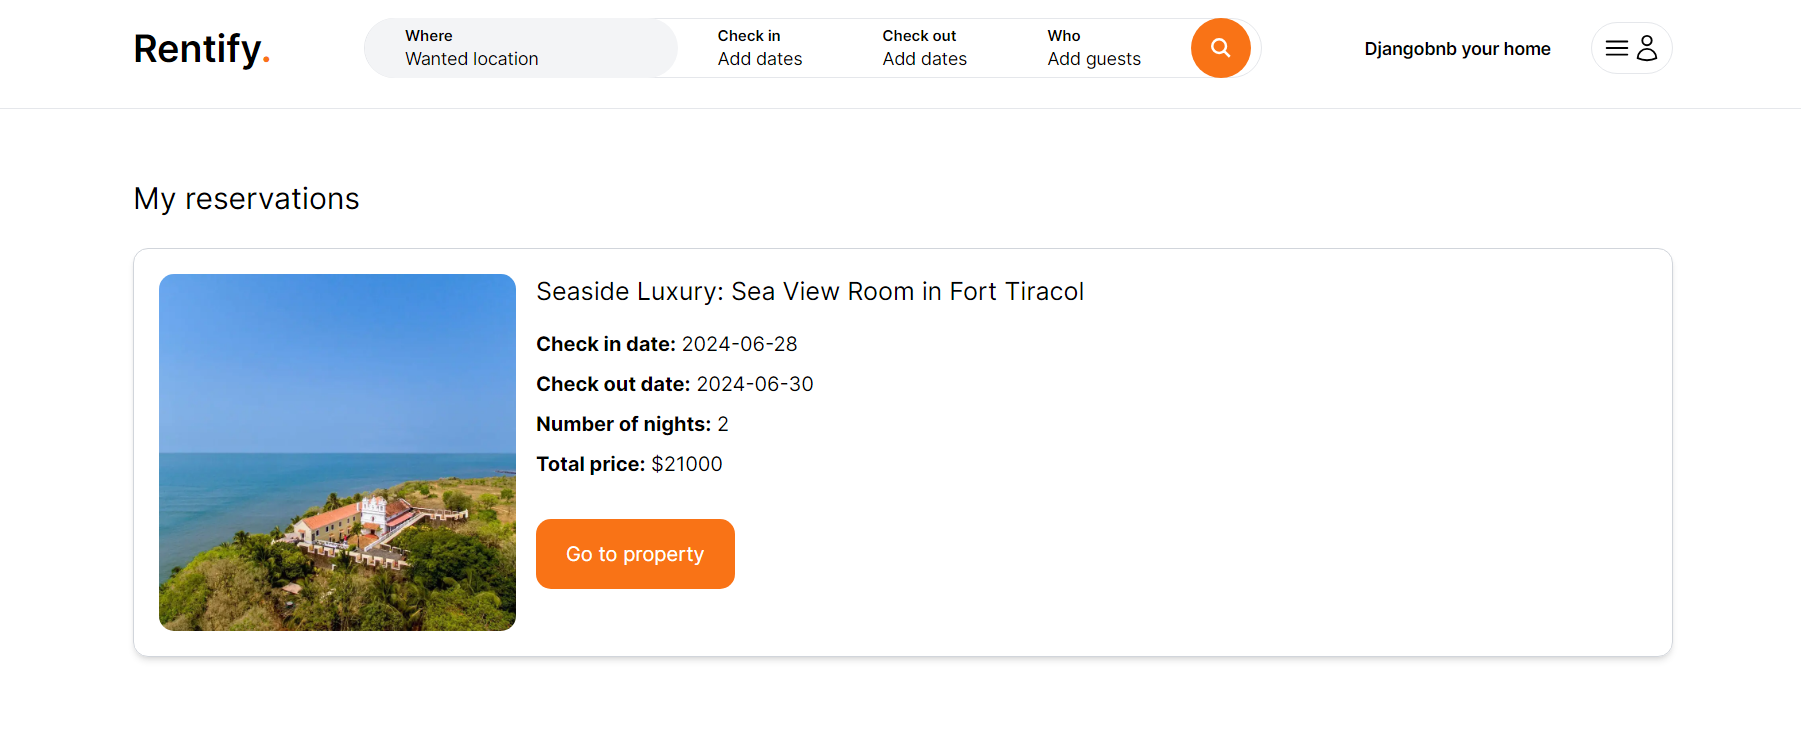 Rentify.
Where
Wanted location
Check in
Add dates
Check out
Add dates
Who
Add guests
Djangobnb your home
My reservations
Seaside Luxury: Sea View Room in Fort Tiracol
Check in date: 2024-06-28
Check out date: 2024-06-30
Number of nights: 2
Total price: $21000
Go to property